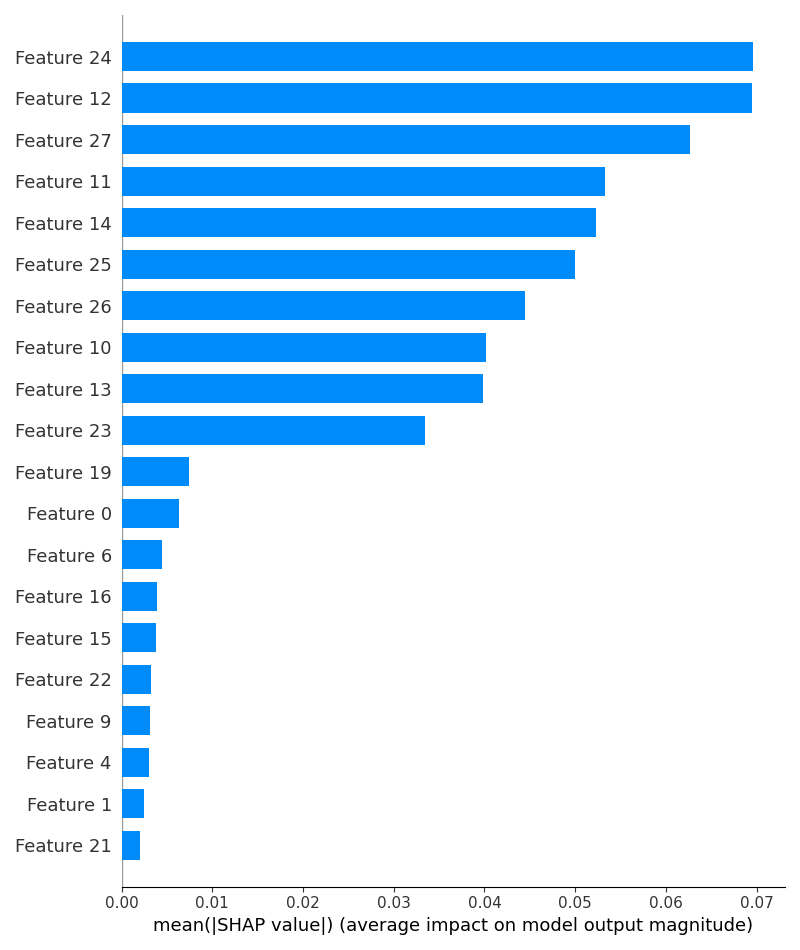 Feature 24
Feature 12
Feature 27
Feature 11
Feature 14
Feature 25
Feature 26
Feature 10
Feature 13
Feature 23
Feature 19
Feature 0
Feature 6
Feature 16
Feature 15
Feature 22
Feature 9
Feature 4
Feature 1
Feature 21
0.00 0.01 0.02 0.03 0.04 0.05 0.06 0.07
mean(|SHAP value|) (average impact on model output magnitude)